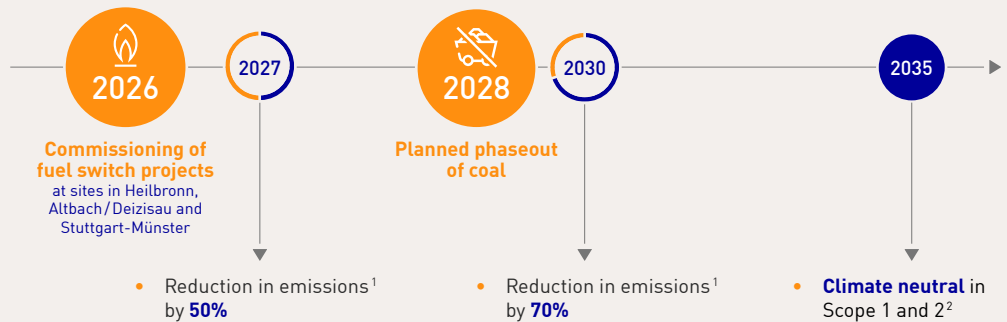 2026
2027
2028
2030
2035
Commissioning of
fuel switch projects
at sites in Heilbronn,
Altbach/Deizisau and
Stuttgart-Münster
Planned phaseout
of coal
• Reduction in emissions¹
by 50%
• Reduction in emissions¹
by 70%
• Climate neutral in
Scope 1 and 2²